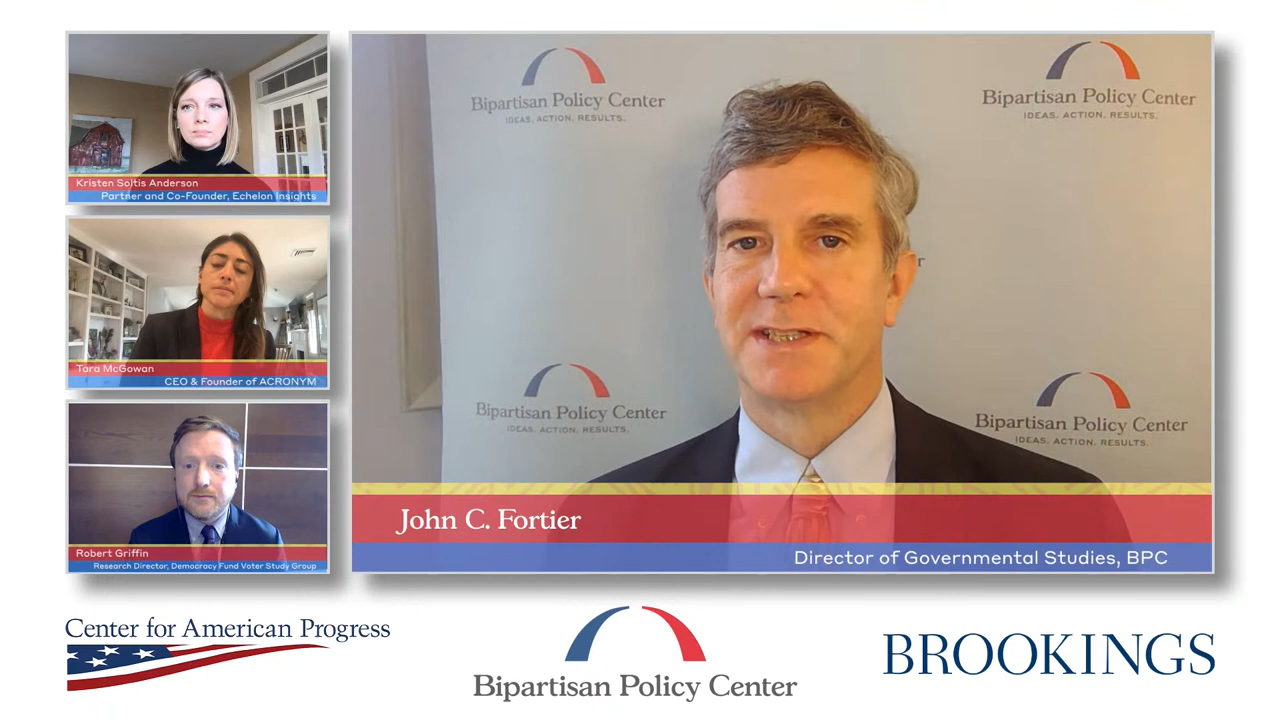 Kristen Soltis Anderson
Partner and Co-Founder, Echelon Insights
Tara McGowan
CEO & Founder of ACRONYM
Robert Griffin
Research Director, Democracy Fund Voter Study Group
Bipartisan Policy Center
IDEAS. ACTION. RESULTS.
Bipartisan Policy Center
IDEAS. ACTION. RESULTS.
Bipartisan Policy Center
IDEAS. ACTION. RESULTS.
Bipartisan Policy Center
IDEAS. ACTION. RESULTS.
John C. Fortier
Director of Governmental Studies, BPC
Center for American Progress
Bipartisan Policy Center
BROOKINGS